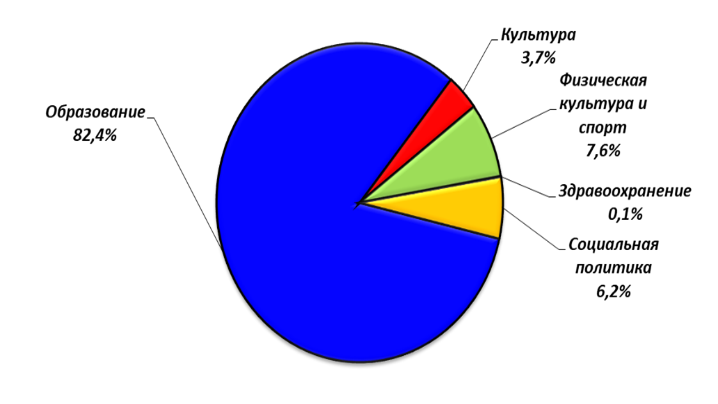 Культура
3,7%
Физическая
культура и
спорт
7,6%
Образование
82,4%
Здравоохранение
0,1%
Социальная
политика
6,2%